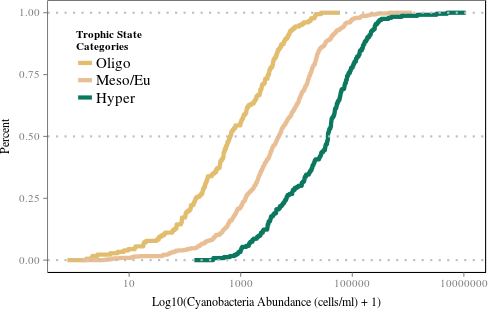 1.00
0.75
0.50
0.25
0.00
Percent
Trophic State
Categories
Oligo
Meso/Eu
Hyper
10
1000
100000
10000000
Log10(Cyanobacteria Abundance (cells/ml) + 1)